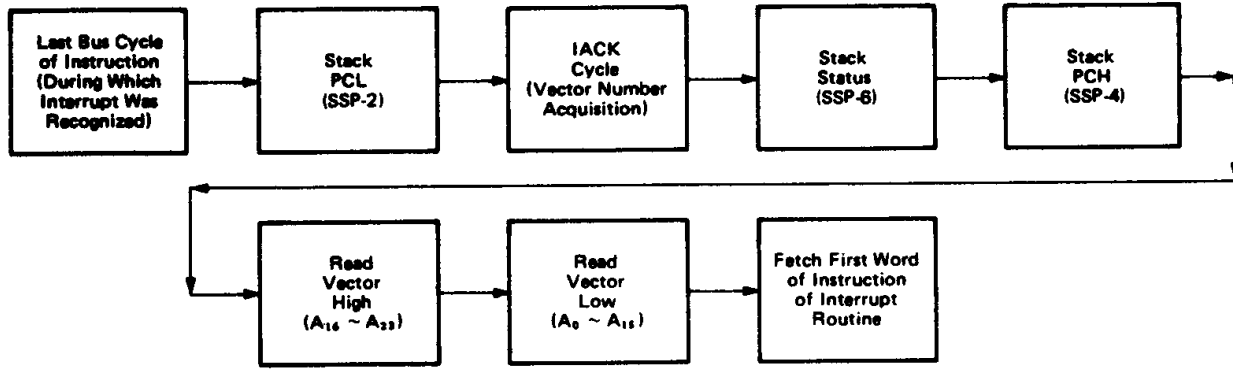 Last Bus Cycle
of Instruction
(During Which
Interrupt Was
Recognized)
Stack
PCL
(SSP-2)
IACK
Cycle
(Vector Number
Acquisition)
Stack
Status
(SSP-6)
Stack
PCH
(SSP-4)
Read
Vector
High
(A₁₆ ~ A₂₃)
Read
Vector
Low
(A₀ ~ A₁₅)
Fetch First Word
of Instruction
of Interrupt
Routine